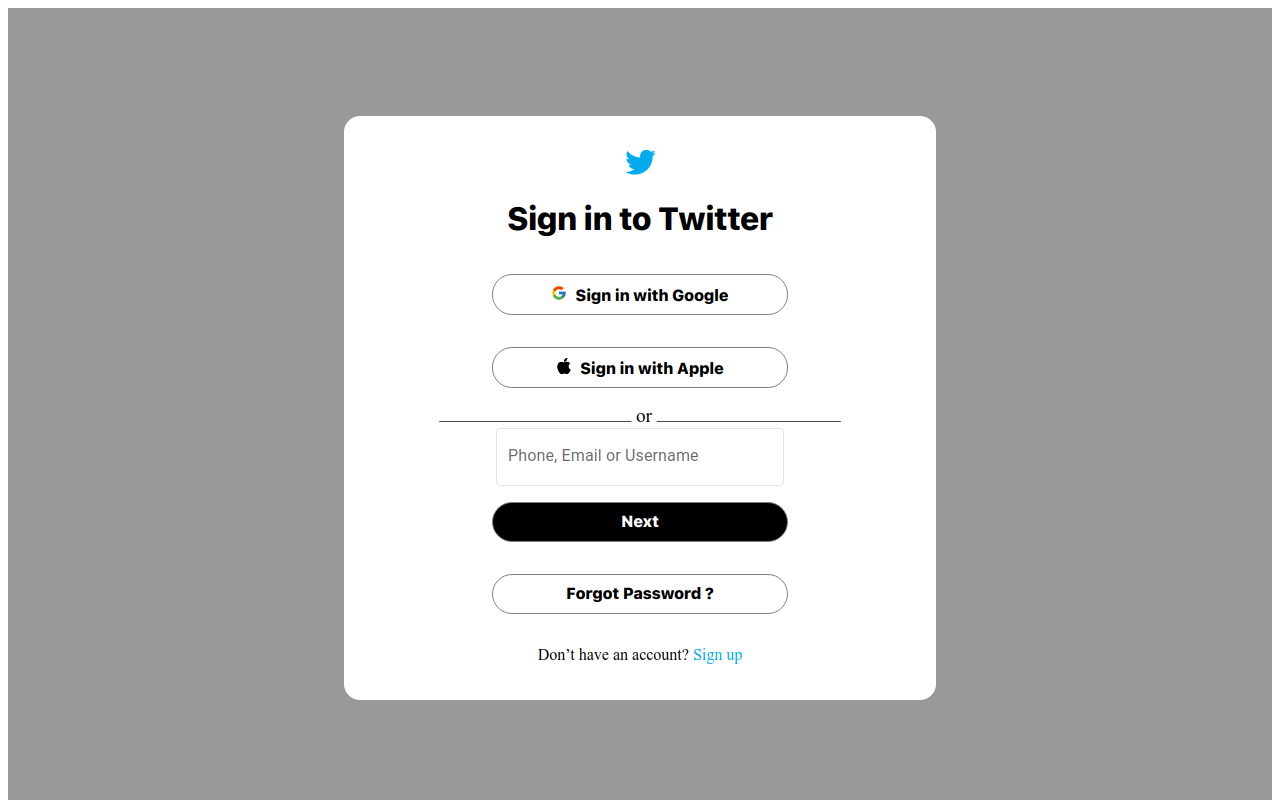 Sign in to Twitter
Sign in with Google
Sign in with Apple
or
Phone, Email or Username
Next
Forgot Password ?
Don’t have an account? Sign up